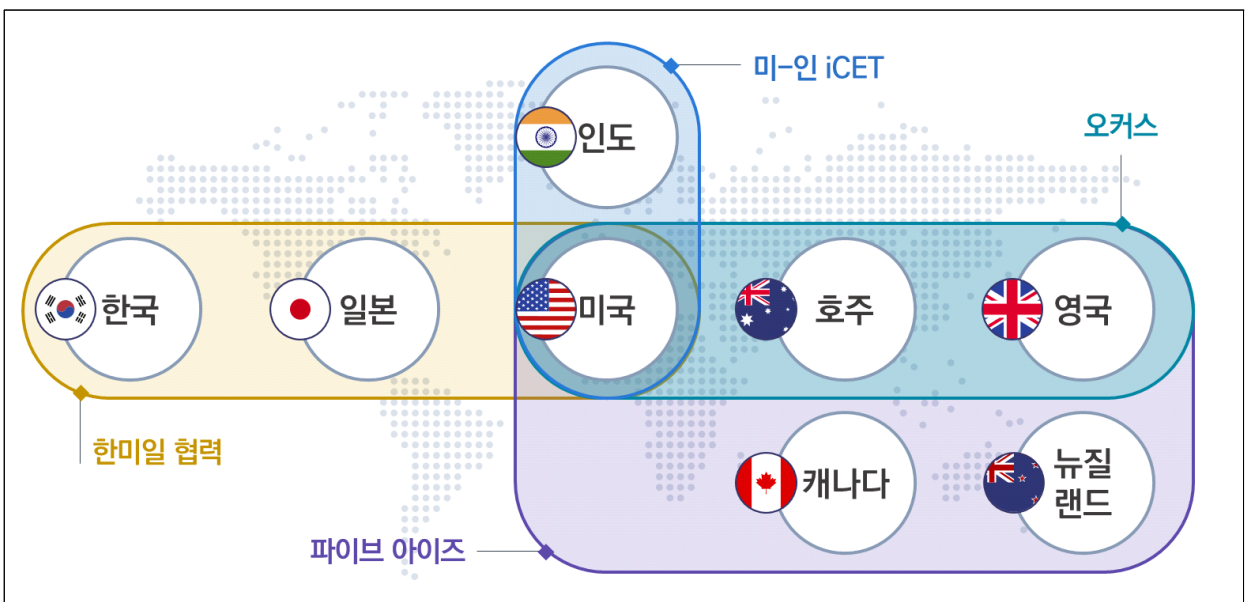 미-인 iCET
인도
오커스
한국
일본
미국
호주
영국
한미일 협력
캐나다
뉴질
랜드
파이브 아이즈